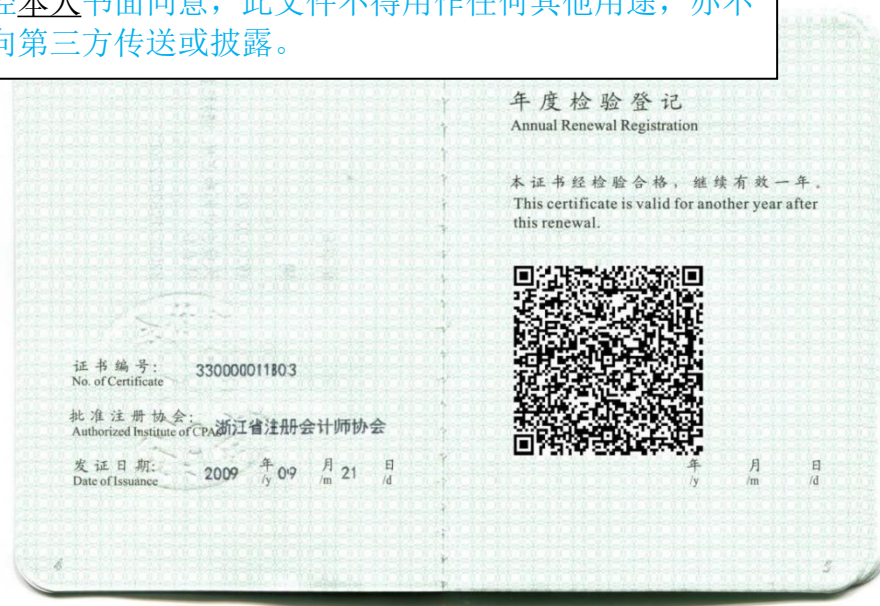 经本人书面同意，此文件不得用作任何其他用途，亦不
向第三方传送或披露。
证书编号: 330000011803
No. of Certificate
批准注册协会: 浙江省注册会计师协会
Authorized Institute of CPAs
发证日期: 2009 年 09 月 21 日
Date of Issuance /y /m /d
6
年度检验登记
Annual Renewal Registration
本证书经检验合格，继续有效一年。
This certificate is valid for another year after
this renewal.
年 月 日
/y /m /d
5